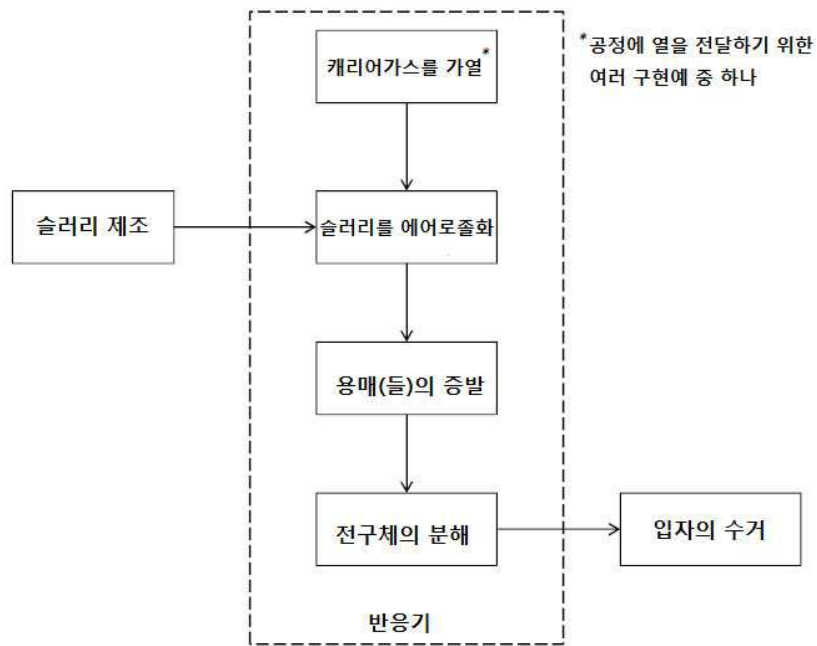 캐리어가스를 가열*
*공정에 열을 전달하기 위한
여러 구현예 중 하나
슬러리 제조
슬러리를 에어로졸화
용매(들)의 증발
전구체의 분해
입자의 수거
반응기